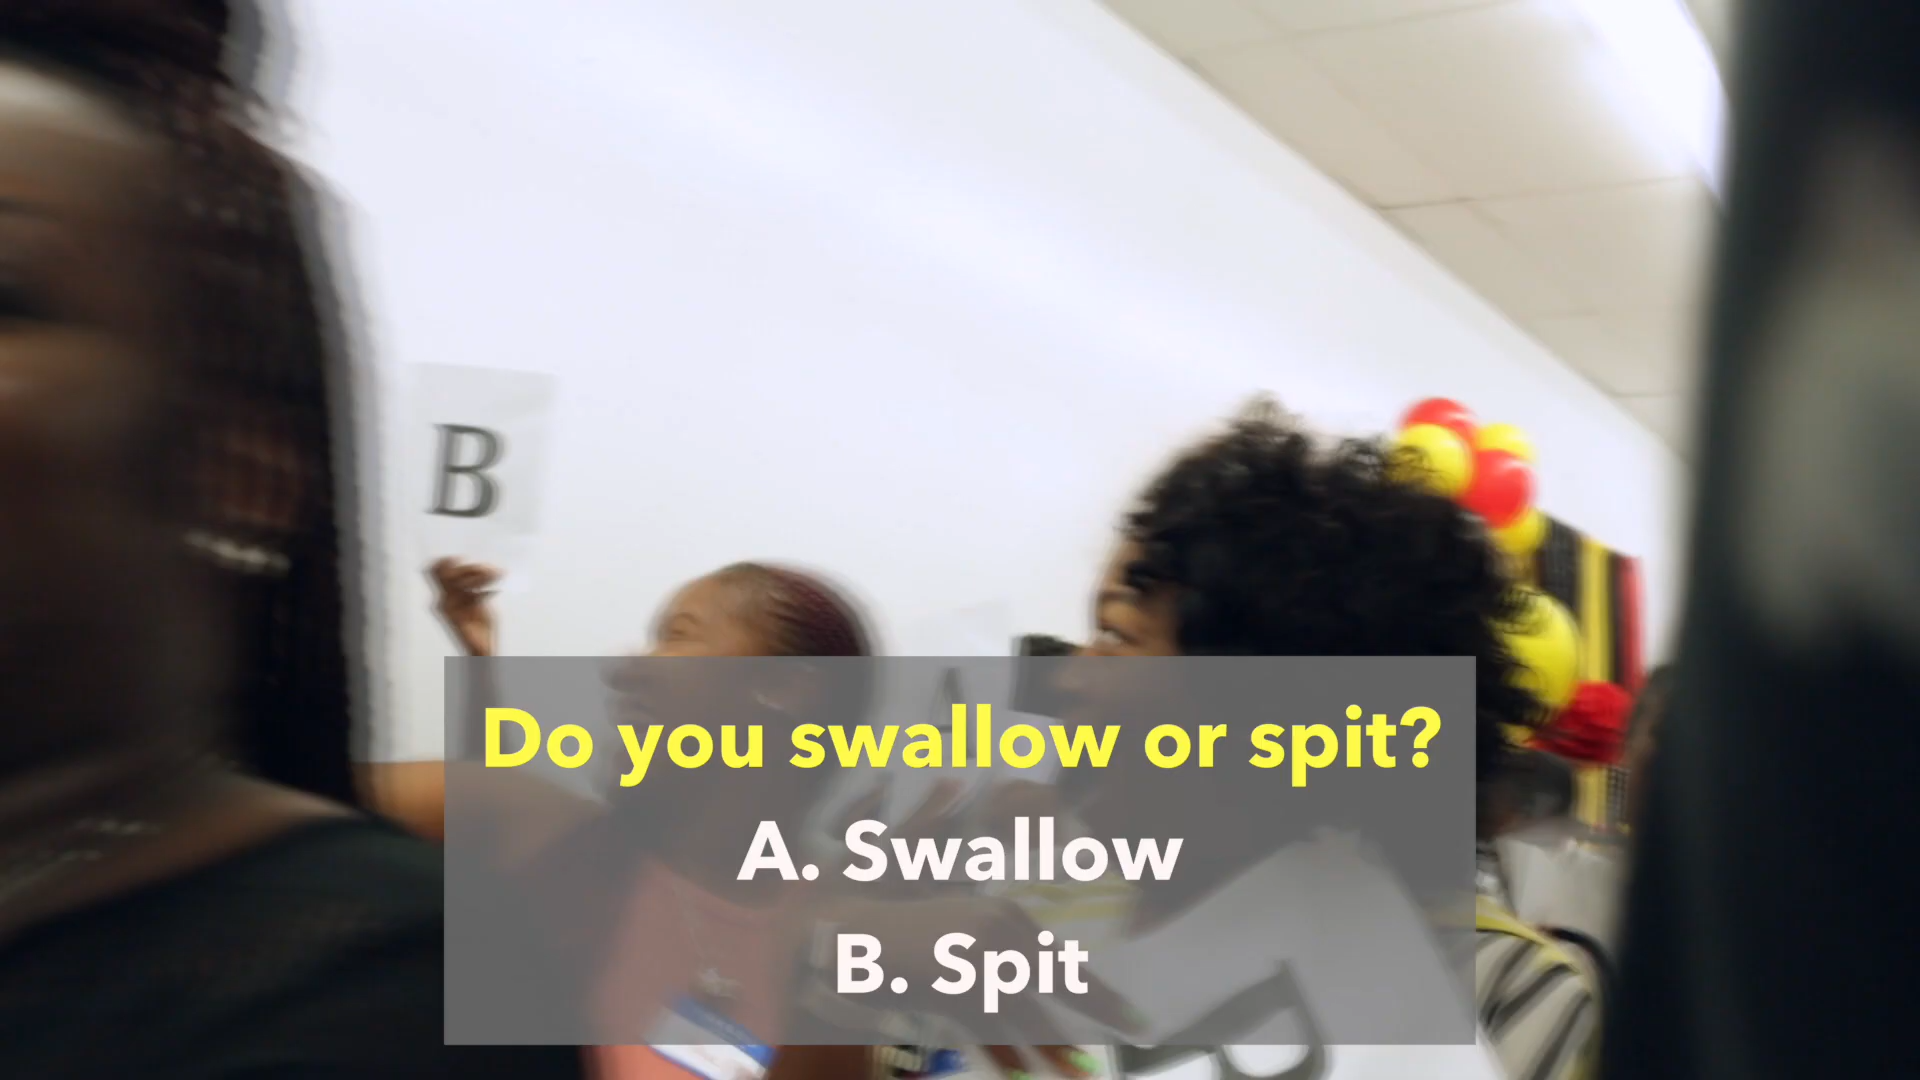 B
A
Do you swallow or spit?
A. Swallow
B. Spit
B